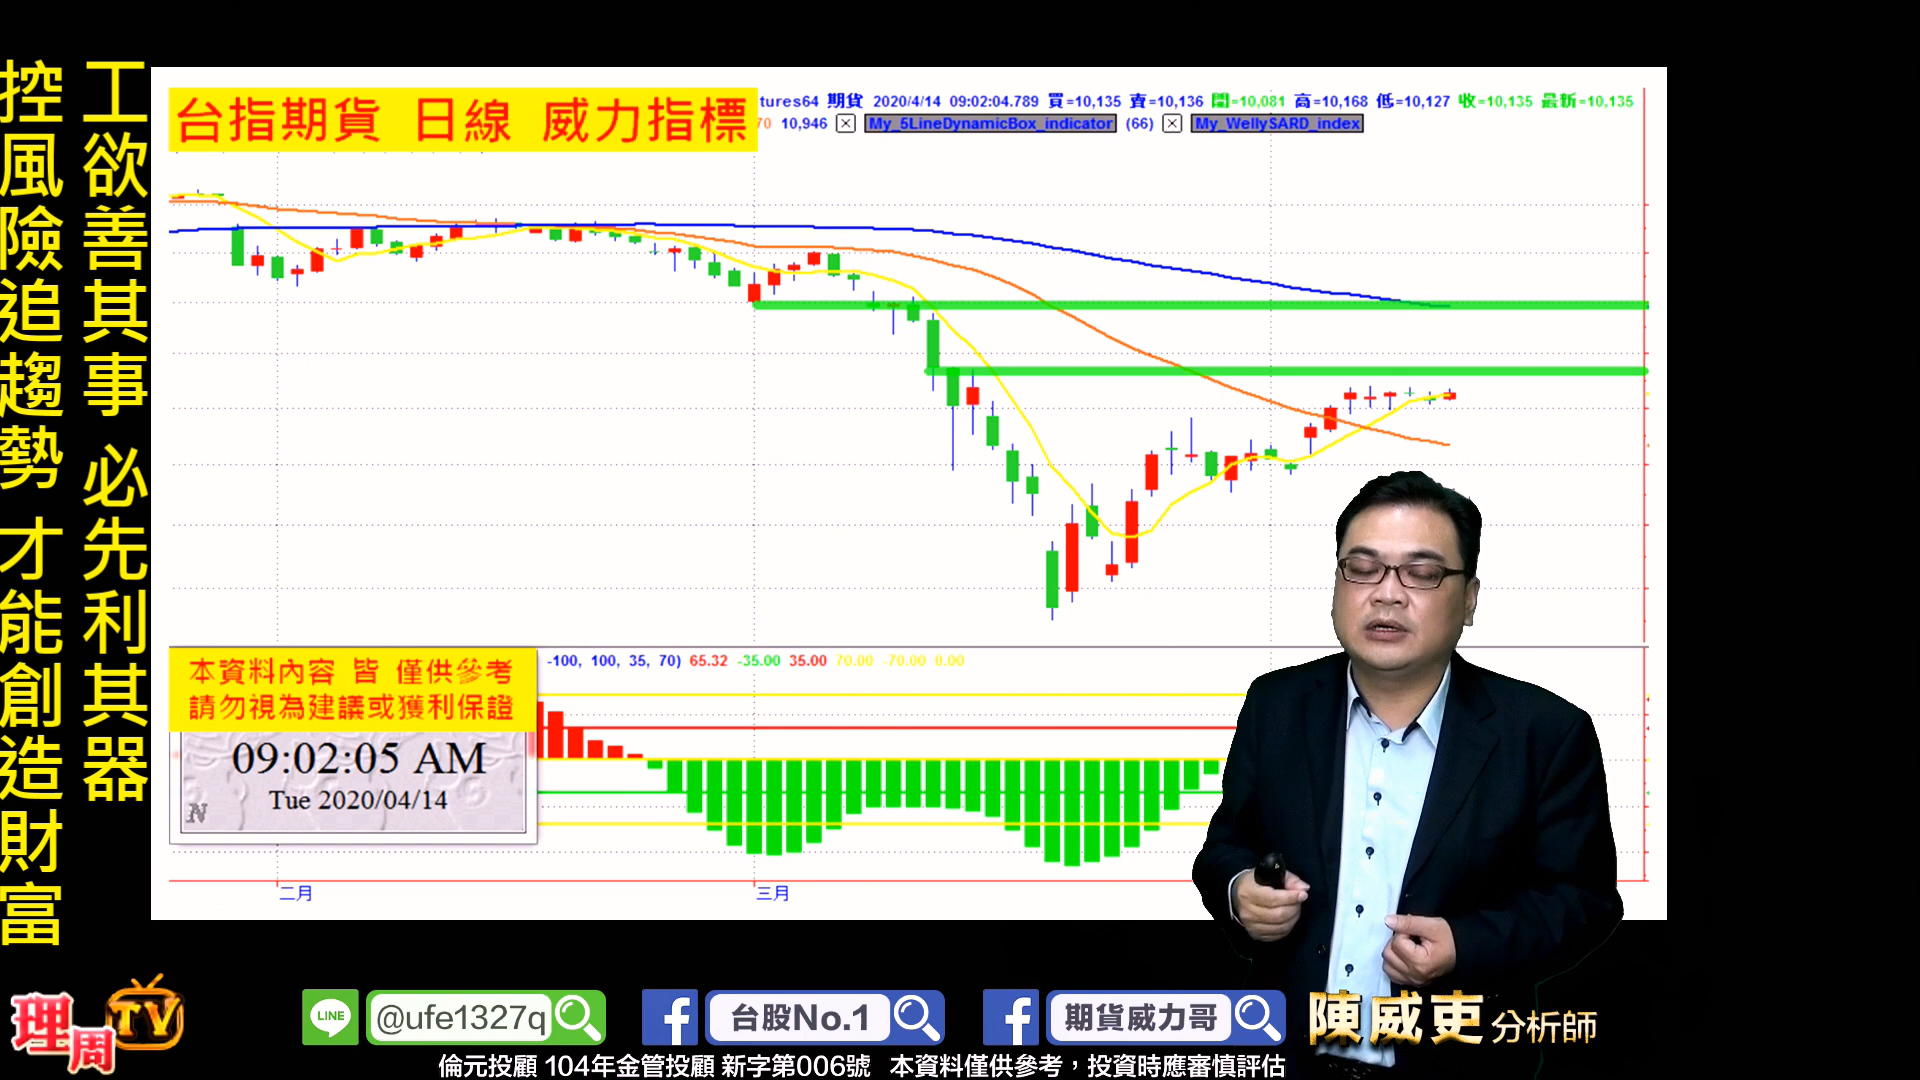 工欲善其事 必先利其器
控風險追趨勢 才能創造財富
台指期貨 日線 威力指標
tures64 期貨 2020/4/14 09:02:04.789 買=10,135 賣=10,136 開=10,081 高=10,168 低=10,127 收=10,135 最新=10,135
70 10,946 My_5LineDynamicBox_indicator (66) My_WellySARD_index
本資料內容 皆 僅供參考
請勿視為建議或獲利保證
-100, 100, 35, 70) 65.32 -35.00 35.00 70.00 -70.00 0.00
09:02:05 AM
Tue 2020/04/14
N
二月 三月
理周TV
LINE @ufe1327q
f 台股No.1
f 期貨威力哥
陳威吏 分析師
倫元投顧 104年金管投顧 新字第006號 本資料僅供參考，投資時應審慎評估